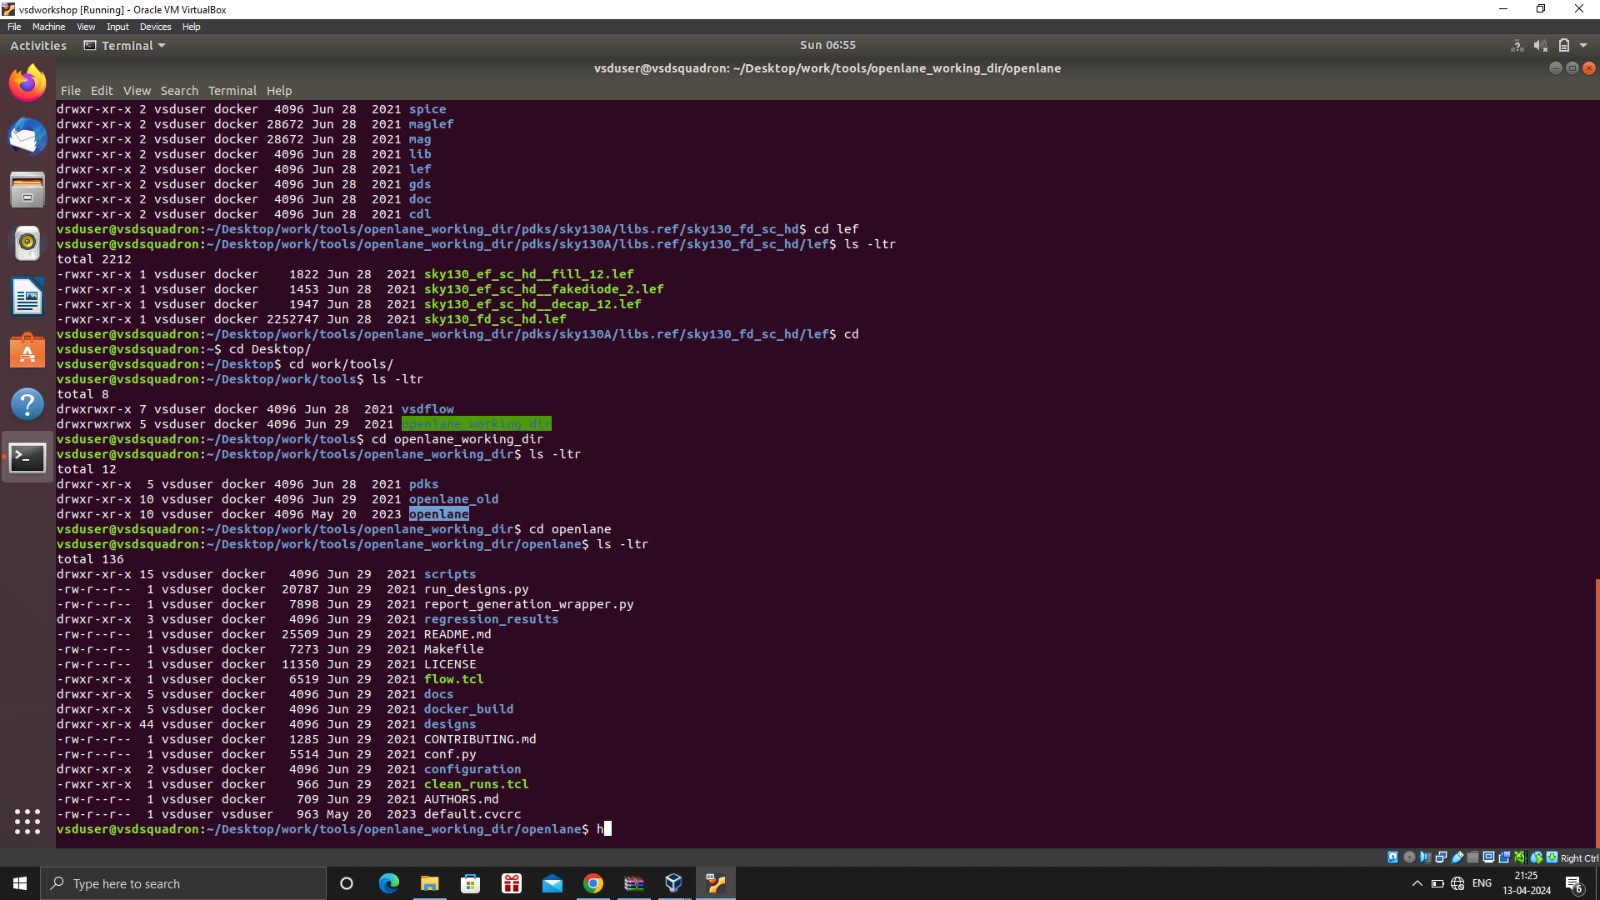 vsdworkshop [Running] - Oracle VM VirtualBox
File Machine View Input Devices Help
Activities Terminal Sun 06:55
vsduser@vsdsquadron: ~/Desktop/work/tools/openlane_working_dir/openlane
File Edit View Search Terminal Help
drwxr-xr-x 2 vsduser docker  4096 Jun 28  2021 spice
drwxr-xr-x 2 vsduser docker 28672 Jun 28  2021 maglef
drwxr-xr-x 2 vsduser docker 28672 Jun 28  2021 mag
drwxr-xr-x 2 vsduser docker  4096 Jun 28  2021 lib
drwxr-xr-x 2 vsduser docker  4096 Jun 28  2021 lef
drwxr-xr-x 2 vsduser docker  4096 Jun 28  2021 gds
drwxr-xr-x 2 vsduser docker  4096 Jun 28  2021 doc
drwxr-xr-x 2 vsduser docker  4096 Jun 28  2021 cdl
vsduser@vsdsquadron:~/Desktop/work/tools/openlane_working_dir/pdks/sky130A/libs.ref/sky130_fd_sc_hd$ cd lef
vsduser@vsdsquadron:~/Desktop/work/tools/openlane_working_dir/pdks/sky130A/libs.ref/sky130_fd_sc_hd/lef$ ls -ltr
total 2212
-rwxr-xr-x 1 vsduser docker    1822 Jun 28  2021 sky130_ef_sc_hd__fill_12.lef
-rwxr-xr-x 1 vsduser docker    1453 Jun 28  2021 sky130_ef_sc_hd__fakediode_2.lef
-rwxr-xr-x 1 vsduser docker    1947 Jun 28  2021 sky130_ef_sc_hd__decap_12.lef
-rwxr-xr-x 1 vsduser docker 2252747 Jun 28  2021 sky130_fd_sc_hd.lef
vsduser@vsdsquadron:~/Desktop/work/tools/openlane_working_dir/pdks/sky130A/libs.ref/sky130_fd_sc_hd/lef$ cd
vsduser@vsdsquadron:~$ cd Desktop/
vsduser@vsdsquadron:~/Desktop$ cd work/tools/
vsduser@vsdsquadron:~/Desktop/work/tools$ ls -ltr
total 8
drwxrwxr-x 7 vsduser docker 4096 Jun 28  2021 vsdflow
drwxrwxrwx 5 vsduser docker 4096 Jun 29  2021 openlane_working_dir
vsduser@vsdsquadron:~/Desktop/work/tools$ cd openlane_working_dir
vsduser@vsdsquadron:~/Desktop/work/tools/openlane_working_dir$ ls -ltr
total 12
drwxr-xr-x  5 vsduser docker 4096 Jun 28  2021 pdks
drwxr-xr-x 10 vsduser docker 4096 Jun 29  2021 openlane_old
drwxr-xr-x 10 vsduser docker 4096 May 20  2023 openlane
vsduser@vsdsquadron:~/Desktop/work/tools/openlane_working_dir$ cd openlane
vsduser@vsdsquadron:~/Desktop/work/tools/openlane_working_dir/openlane$ ls -ltr
total 136
drwxr-xr-x 15 vsduser docker   4096 Jun 29  2021 scripts
-rw-r--r--  1 vsduser docker  20787 Jun 29  2021 run_designs.py
-rw-r--r--  1 vsduser docker   7898 Jun 29  2021 report_generation_wrapper.py
drwxr-xr-x  3 vsduser docker   4096 Jun 29  2021 regression_results
-rw-r--r--  1 vsduser docker  25509 Jun 29  2021 README.md
-rw-r--r--  1 vsduser docker   7273 Jun 29  2021 Makefile
-rw-r--r--  1 vsduser docker  11350 Jun 29  2021 LICENSE
-rwxr-xr-x  1 vsduser docker   6519 Jun 29  2021 flow.tcl
drwxr-xr-x  5 vsduser docker   4096 Jun 29  2021 docs
drwxr-xr-x  5 vsduser docker   4096 Jun 29  2021 docker_build
drwxr-xr-x 44 vsduser docker   4096 Jun 29  2021 designs
-rw-r--r--  1 vsduser docker   1285 Jun 29  2021 CONTRIBUTING.md
-rw-r--r--  1 vsduser docker   5514 Jun 29  2021 conf.py
drwxr-xr-x  2 vsduser docker   4096 Jun 29  2021 configuration
-rwxr-xr-x  1 vsduser docker    966 Jun 29  2021 clean_runs.tcl
-rw-r--r--  1 vsduser docker    709 Jun 29  2021 AUTHORS.md
-rw-r--r--  1 vsduser vsduser   963 May 20  2023 default.cvcrc
vsduser@vsdsquadron:~/Desktop/work/tools/openlane_working_dir/openlane$ h
Right Ctrl
Type here to search
ENG
21:25
13-04-2024
6